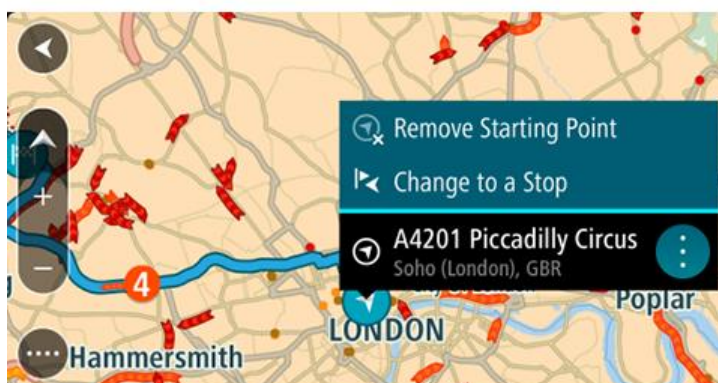 Remove Starting Point
Change to a Stop
A4201 Piccadilly Circus
Soho (London), GBR
4
Poplar
LONDON
Hammersmith